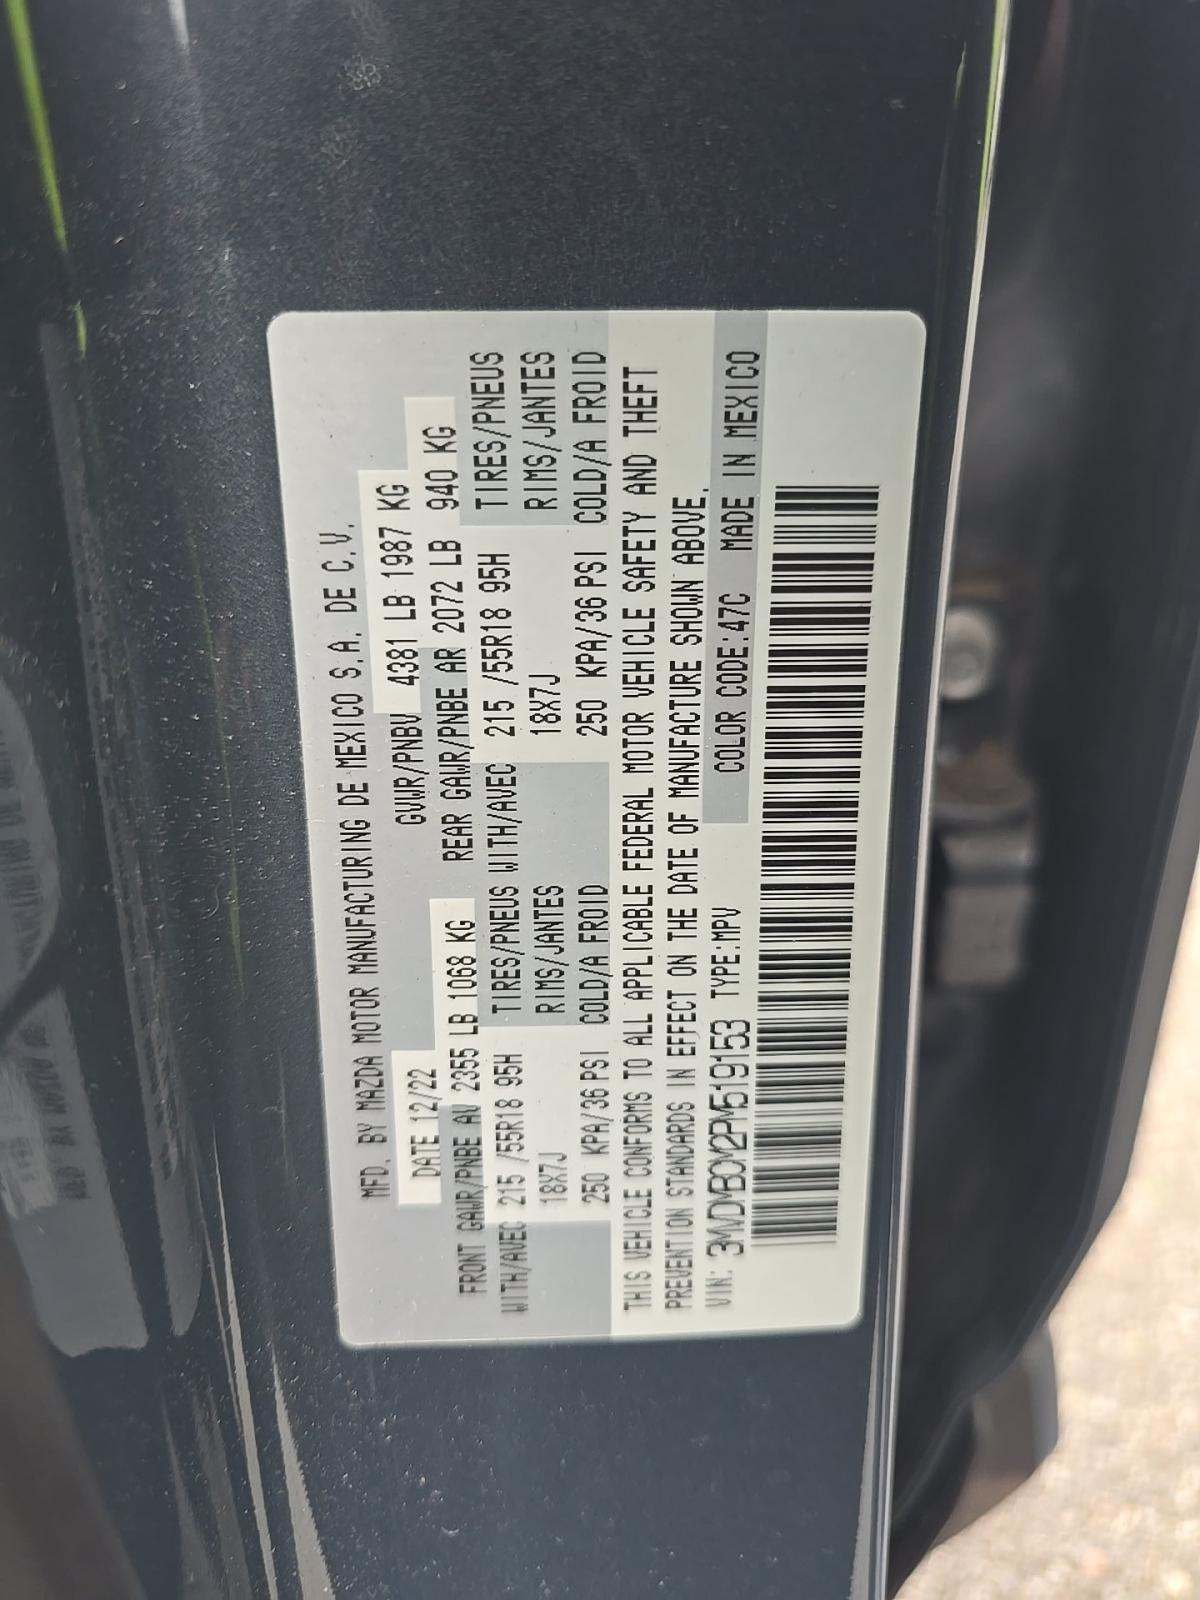 MFD. BY MAZDA MOTOR MANUFACTURING DE MEXICO S.A. DE C.V.
DATE 12/22 GVWR/PNBV 4381 LB 1987 KG
FRONT GAWR/PNBE AV 2355 LB 1068 KG REAR GAWR/PNBE AR 2072 LB 940 KG
WITH/AVEC 215 /55R18 95H TIRES/PNEUS WITH/AVEC 215 /55R18 95H TIRES/PNEUS
18X7J RIMS/JANTES 18X7J RIMS/JANTES
250 KPA/36 PSI COLD/A FROID 250 KPA/36 PSI COLD/A FROID
THIS VEHICLE CONFORMS TO ALL APPLICABLE FEDERAL MOTOR VEHICLE SAFETY AND THEFT
PREVENTION STANDARDS IN EFFECT ON THE DATE OF MANUFACTURE SHOWN ABOVE.
VIN: 3MVDMBCM2PM519153 TYPE:MPV COLOR CODE:47C MADE IN MEXICO